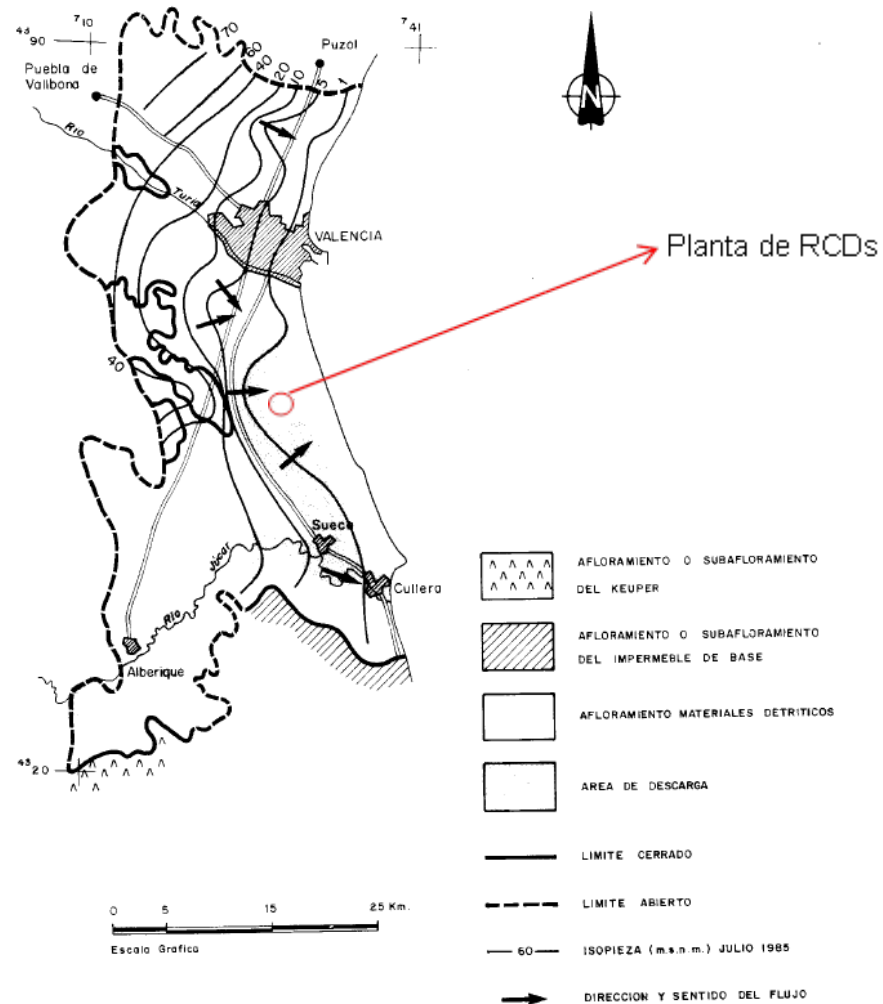 7 10
43 90
7 41
Puzol
Puebla de
Vallbona
70
60
40
20
10
5
1
N
Rio
Turia
VALENCIA
Planta de RCDs
40
Sueca
Júcar
Rio
Cullera
Alberique
43 20
AFLORAMIENTO O SUBAFLORAMIENTO
DEL KEUPER
AFLORAMIENTO O SUBAFLORAMIENTO
DEL IMPERMEBLE DE BASE
AFLORAMIENTO MATERIALES DETRITICOS
AREA DE DESCARGA
LIMITE CERRADO
LIMITE ABIERTO
60 ISOPIEZA (m.s.n.m.) JULIO 1985
DIRECCION Y SENTIDO DEL FLUJO
0 5 15 25 Km.
Escala Grafica